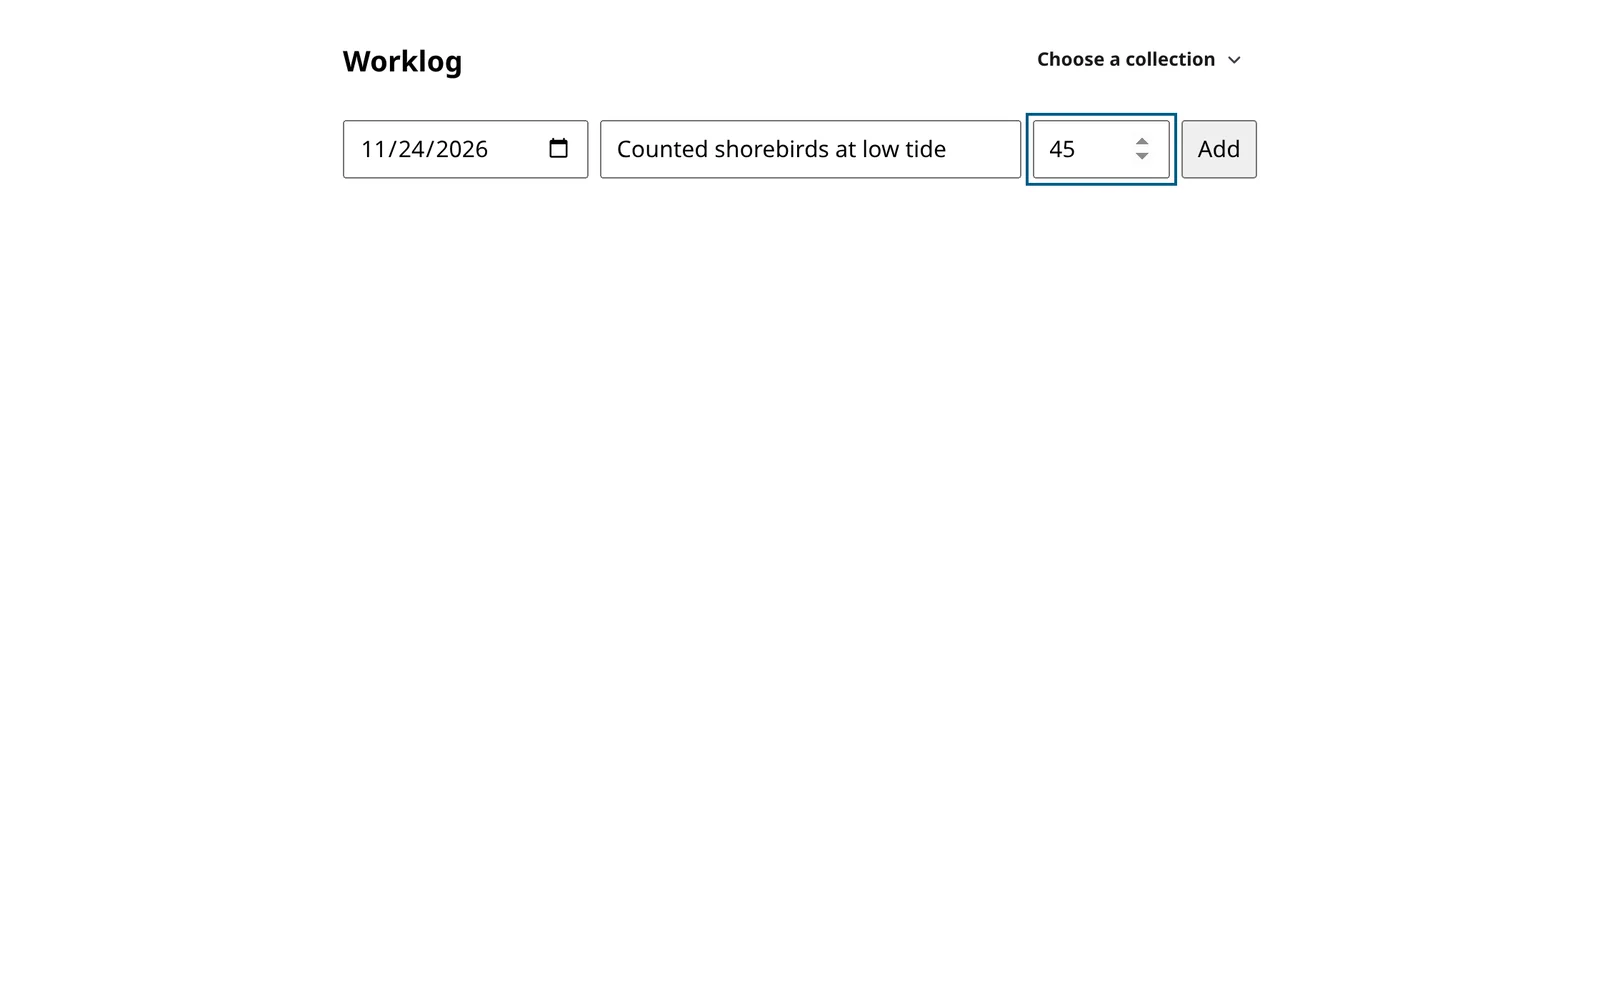 Worklog
Choose a collection
11/24/2026
Counted shorebirds at low tide
45
Add